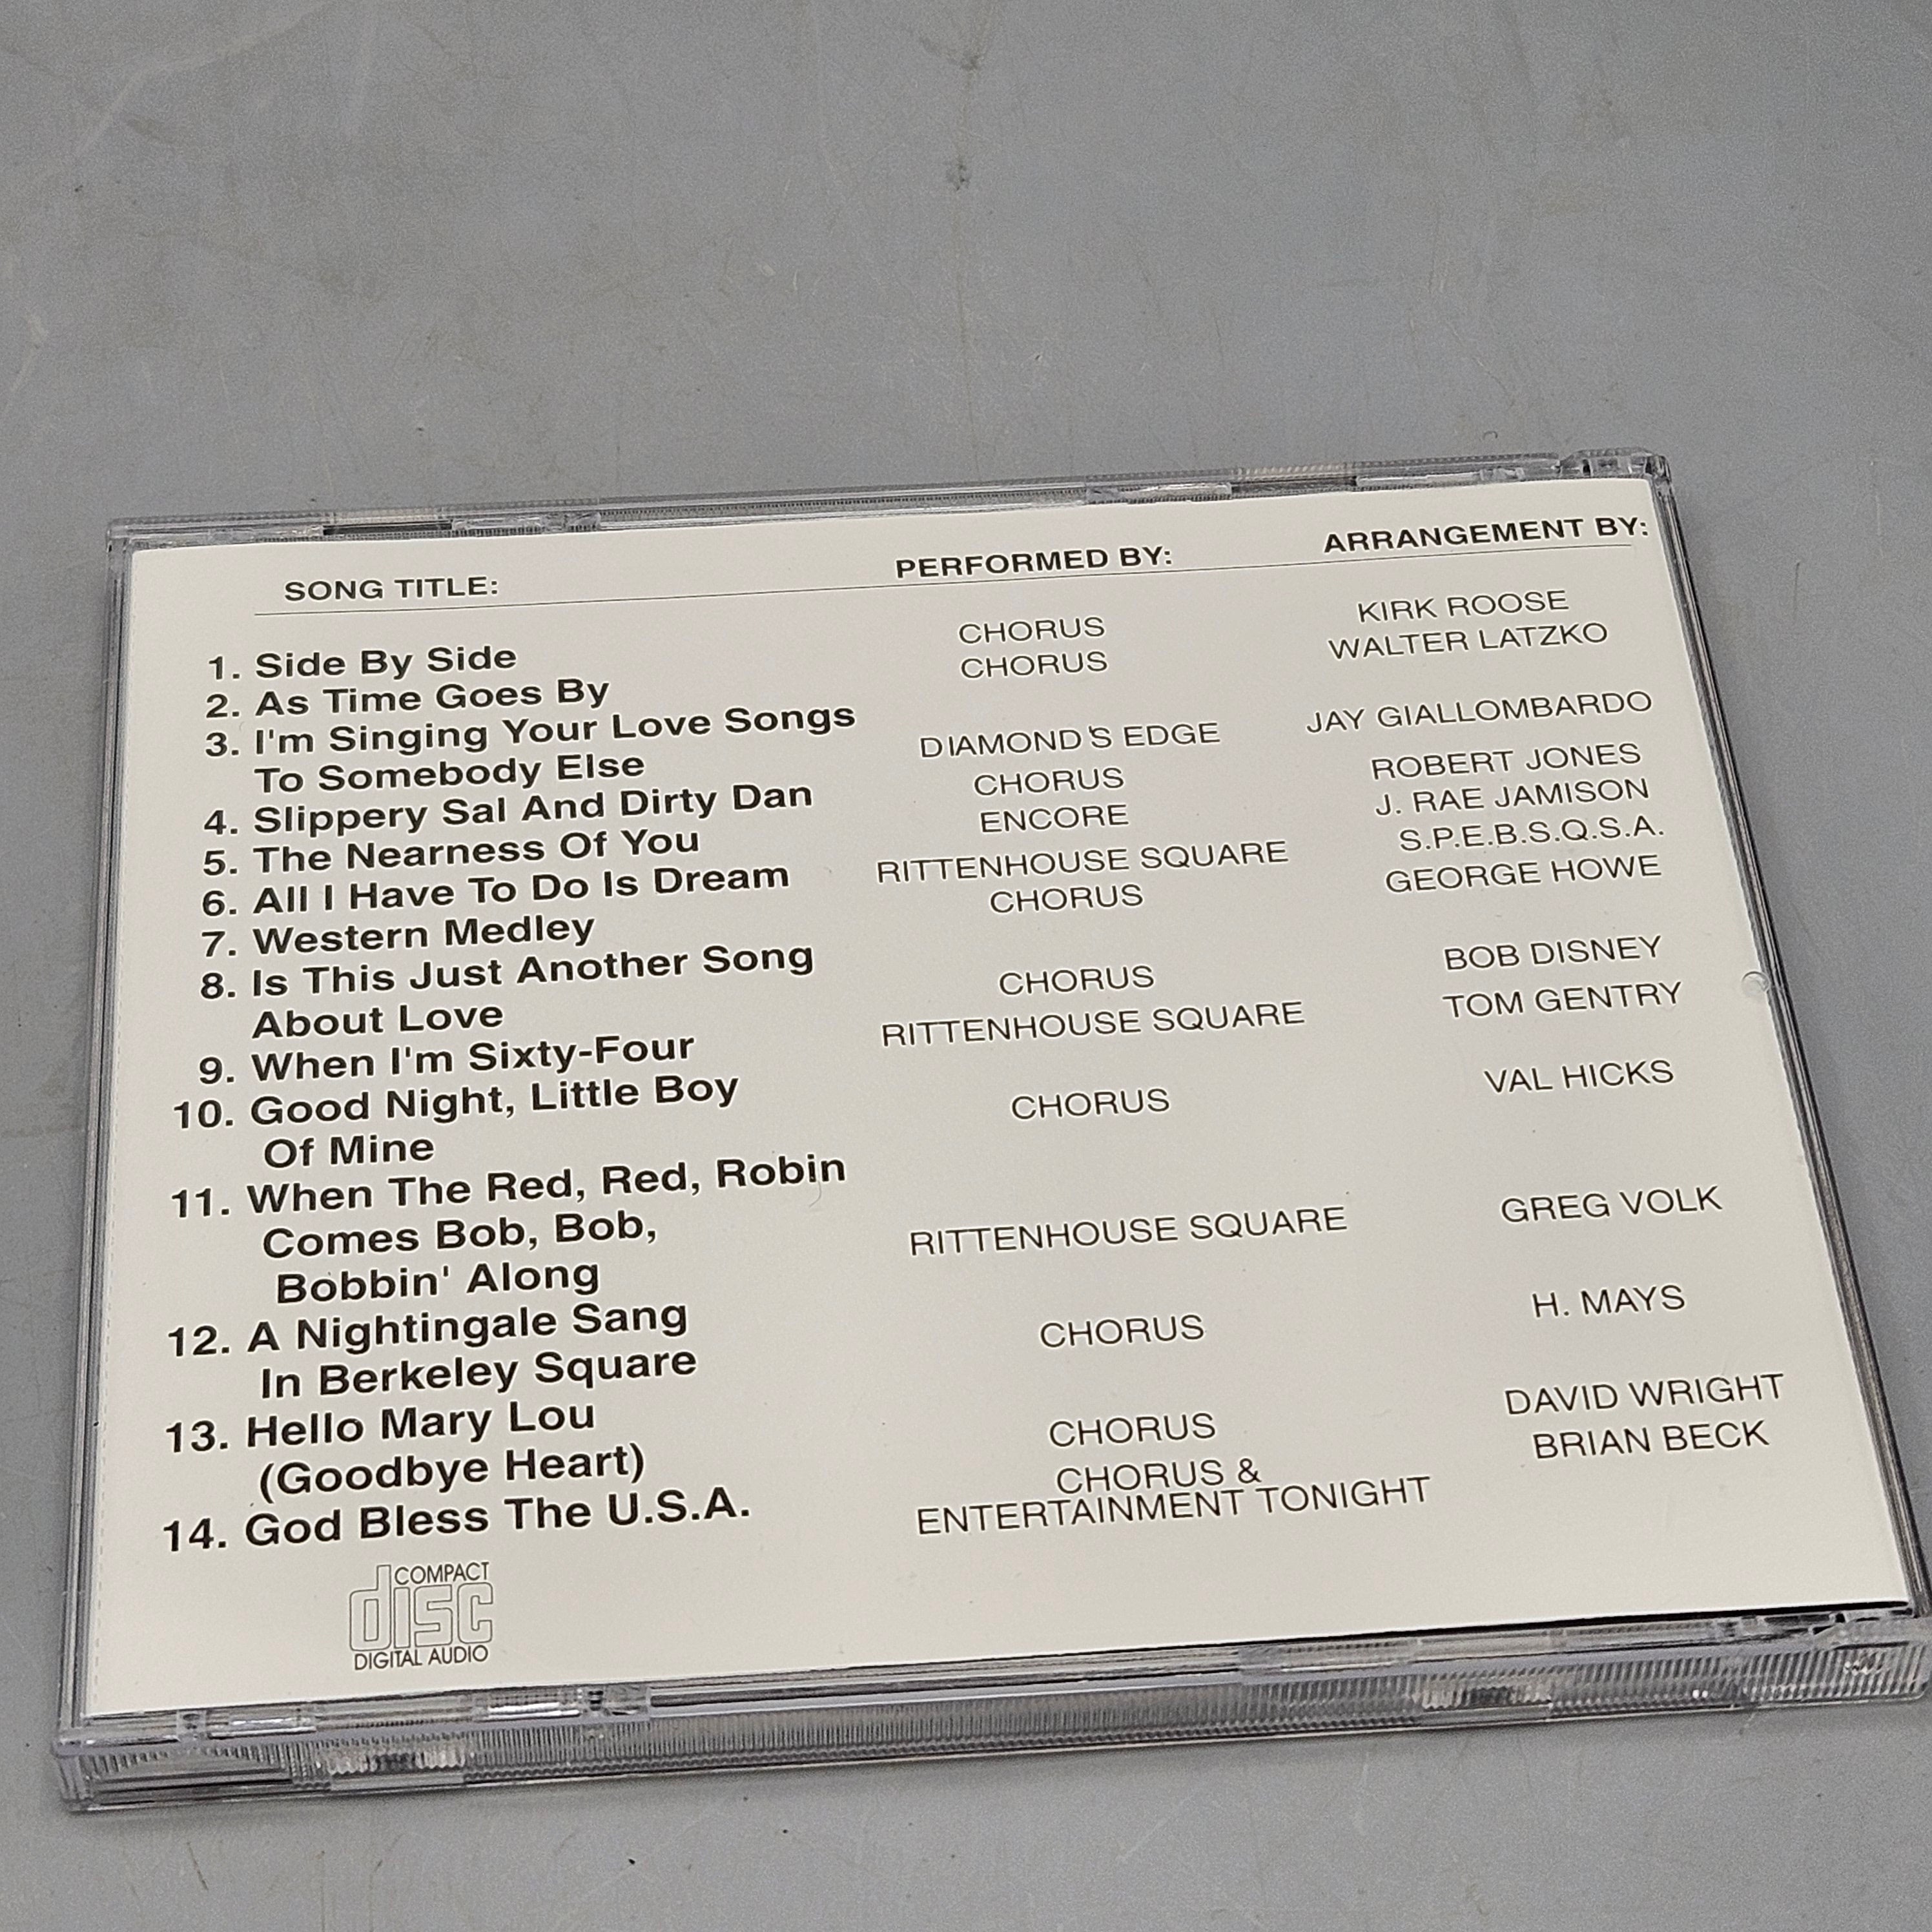 SONG TITLE: PERFORMED BY: ARRANGEMENT BY:
1. Side By Side CHORUS KIRK ROOSE
2. As Time Goes By CHORUS WALTER LATZKO
3. I'm Singing Your Love Songs
To Somebody Else DIAMOND'S EDGE JAY GIALLOMBARDO
4. Slippery Sal And Dirty Dan CHORUS ROBERT JONES
5. The Nearness Of You ENCORE J. RAE JAMISON
6. All I Have To Do Is Dream RITTENHOUSE SQUARE S.P.E.B.S.Q.S.A.
7. Western Medley CHORUS GEORGE HOWE
8. Is This Just Another Song
About Love CHORUS BOB DISNEY
9. When I'm Sixty-Four RITTENHOUSE SQUARE TOM GENTRY
10. Good Night, Little Boy
Of Mine CHORUS VAL HICKS
11. When The Red, Red, Robin
Comes Bob, Bob,
Bobbin' Along RITTENHOUSE SQUARE GREG VOLK
12. A Nightingale Sang
In Berkeley Square CHORUS H. MAYS
13. Hello Mary Lou
(Goodbye Heart) CHORUS DAVID WRIGHT
14. God Bless The U.S.A. CHORUS & BRIAN BECK
ENTERTAINMENT TONIGHT
COMPACT
disc
DIGITAL AUDIO